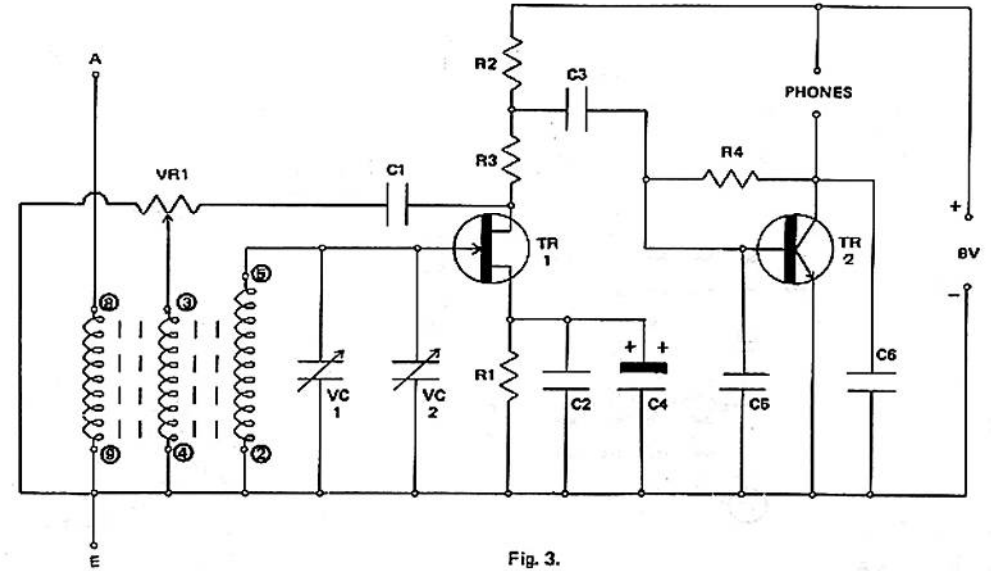 A
R2
C3
PHONES
VR1
C1
R3
R4
+
TR
1
TR
2
9V
–
5
8
3
+ +
VC
1
VC
2
R1
C2
C4
C5
C6
9
4
2
E
Fig. 3.